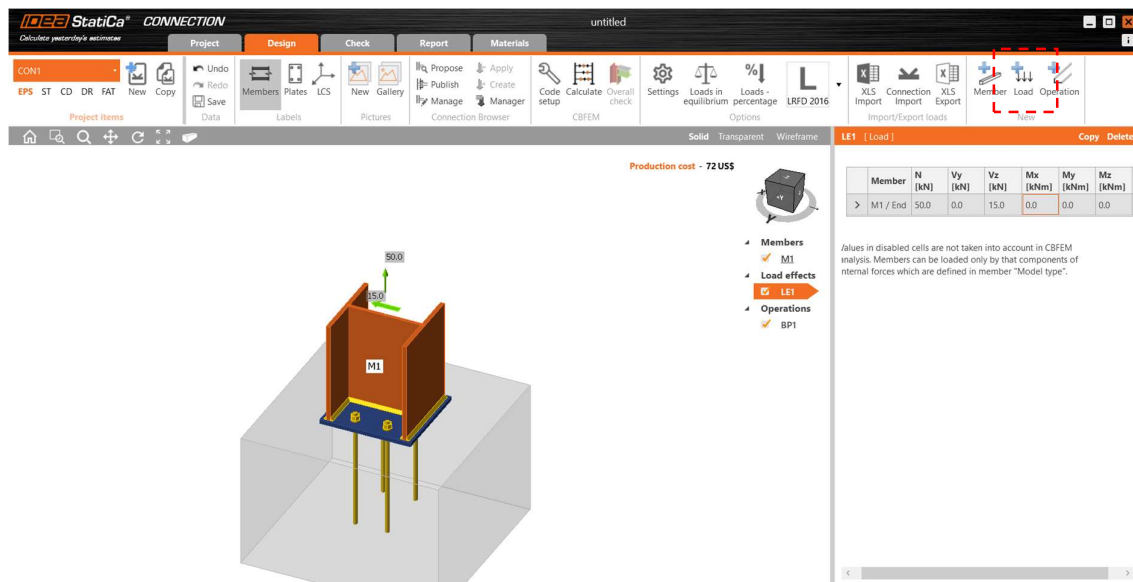 IDEA StatiCa® CONNECTION
untitled
Calculate yesterday's estimates
Project Design Check Report Materials
CON1
EPS ST CD DR FAT
New Copy
Undo
Redo
Save
Members Plates LCS
New Gallery
Propose Apply
Publish Create
Manage Manager
Code setup Calculate Overall check
Settings Loads in equilibrium Loads - percentage LRFD 2016
XLS Import Connection Import XLS Export
Member Load Operation
Project items Data Labels Pictures Connection Browser CBFEM Options Import/Export loads New
Solid Transparent Wireframe
LE1 [ Load ] Copy Delete
Production cost - 72 US$
+Y
Member N [kN] Vy [kN] Vz [kN] Mx [kNm] My [kNm] Mz [kNm]
> M1 / End 50.0 0.0 15.0 0.0 0.0 0.0
Values in disabled cells are not taken into account in CBFEM
analysis. Members can be loaded only by that components of
internal forces which are defined in member "Model type".
Members
M1
Load effects
LE1
Operations
BP1
50.0
15.0
M1